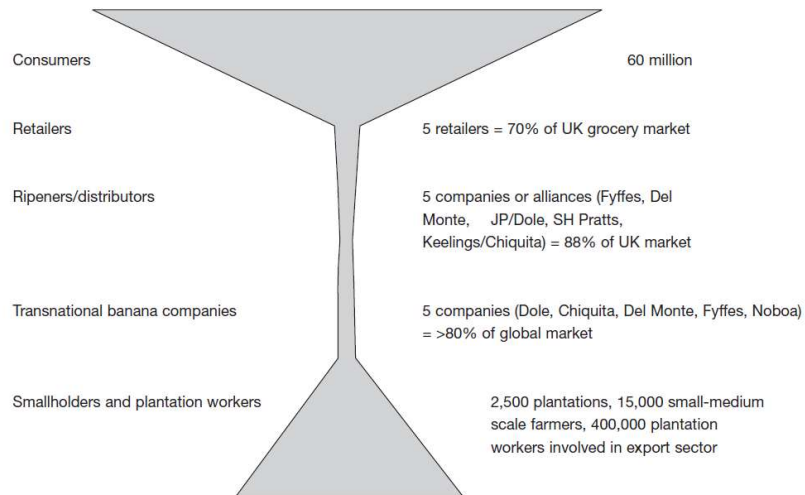 Consumers
60 million
Retailers
5 retailers = 70% of UK grocery market
Ripeners/distributors
5 companies or alliances (Fyffes, Del
Monte, JP/Dole, SH Pratts,
Keelings/Chiquita) = 88% of UK market
Transnational banana companies
5 companies (Dole, Chiquita, Del Monte, Fyffes, Noboa)
= >80% of global market
Smallholders and plantation workers
2,500 plantations, 15,000 small-medium
scale farmers, 400,000 plantation
workers involved in export sector